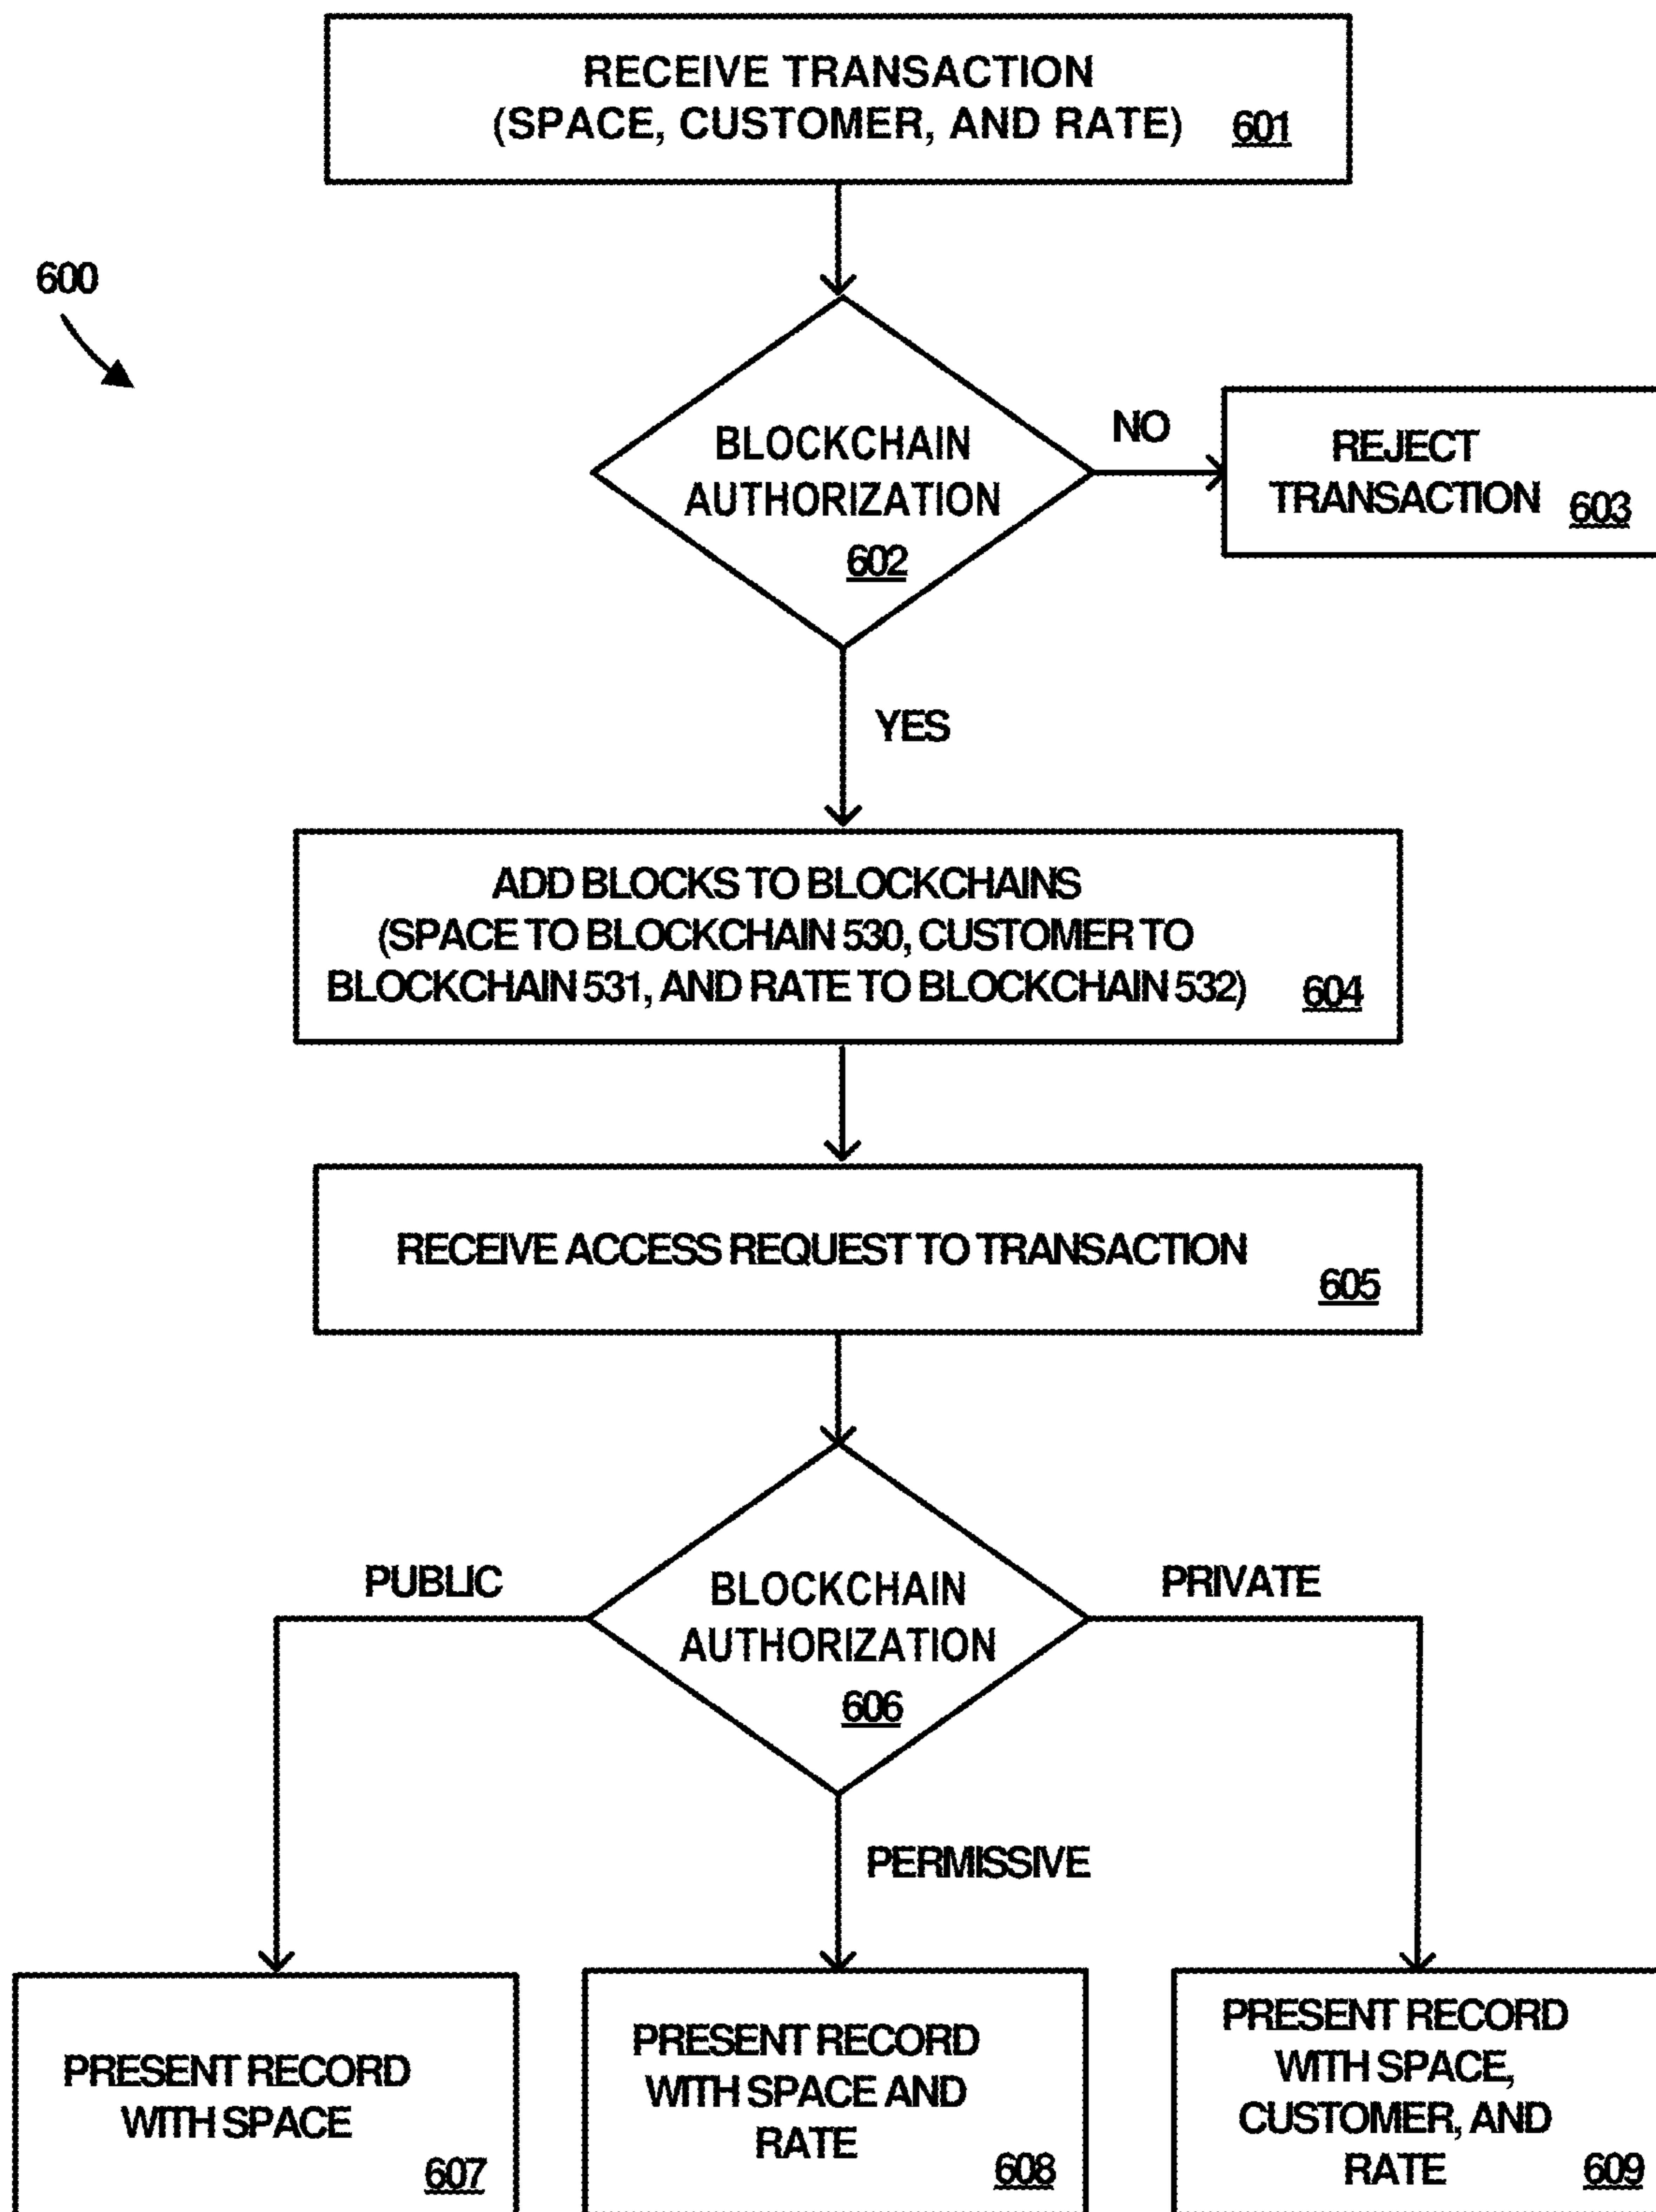 RECEIVE TRANSACTION
(SPACE, CUSTOMER, AND RATE) 601
600
BLOCKCHAIN
AUTHORIZATION
602
NO
REJECT
TRANSACTION 603
YES
ADD BLOCKS TO BLOCKCHAINS
(SPACE TO BLOCKCHAIN 530, CUSTOMER TO
BLOCKCHAIN 531, AND RATE TO BLOCKCHAIN 532) 604
RECEIVE ACCESS REQUEST TO TRANSACTION
605
PUBLIC
BLOCKCHAIN
AUTHORIZATION
606
PRIVATE
PERMISSIVE
PRESENT RECORD
WITH SPACE
607
PRESENT RECORD
WITH SPACE AND
RATE
608
PRESENT RECORD
WITH SPACE,
CUSTOMER, AND
RATE 609